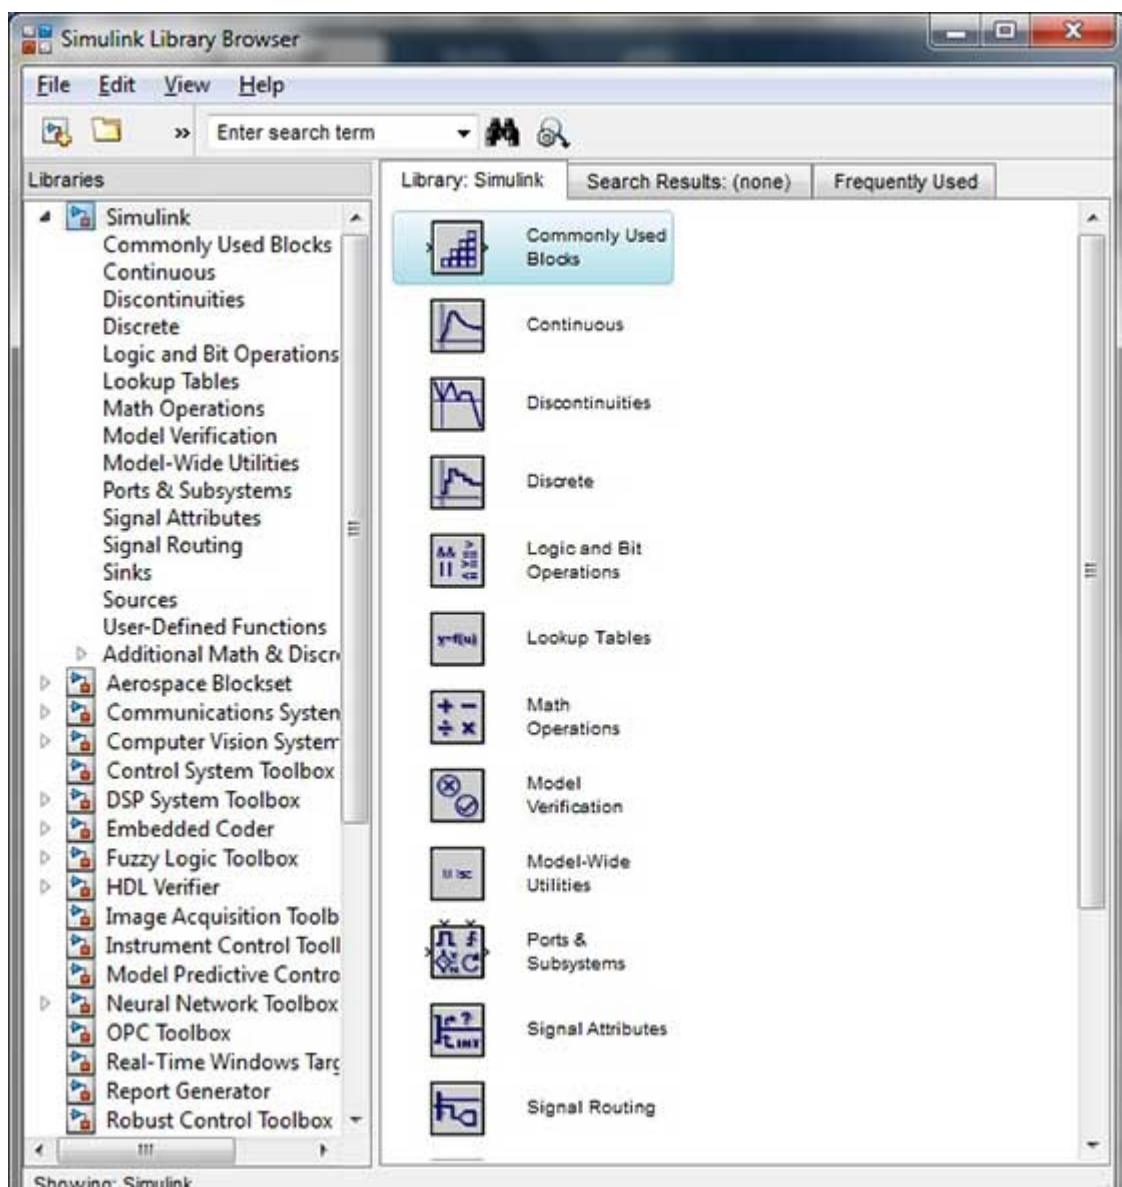 Simulink Library Browser
File Edit View Help
» Enter search term
Libraries
Library: Simulink Search Results: (none) Frequently Used
Simulink
Commonly Used Blocks
Continuous
Discontinuities
Discrete
Logic and Bit Operations
Lookup Tables
Math Operations
Model Verification
Model-Wide Utilities
Ports & Subsystems
Signal Attributes
Signal Routing
Sinks
Sources
User-Defined Functions
Additional Math & Discr
Aerospace Blockset
Communications System
Computer Vision System
Control System Toolbox
DSP System Toolbox
Embedded Coder
Fuzzy Logic Toolbox
HDL Verifier
Image Acquisition Toolb
Instrument Control Tool
Model Predictive Contro
Neural Network Toolbox
OPC Toolbox
Real-Time Windows Targ
Report Generator
Robust Control Toolbox
Commonly Used
Blocks
Continuous
Discontinuities
Discrete
&& >=
Logic and Bit
Operations
y=f(u)
Lookup Tables
+ −
÷ ×
Math
Operations
Model
Verification
Model-Wide
Utilities
Ports &
Subsystems
?
INT
Signal Attributes
Signal Routing
Showing: Simulink